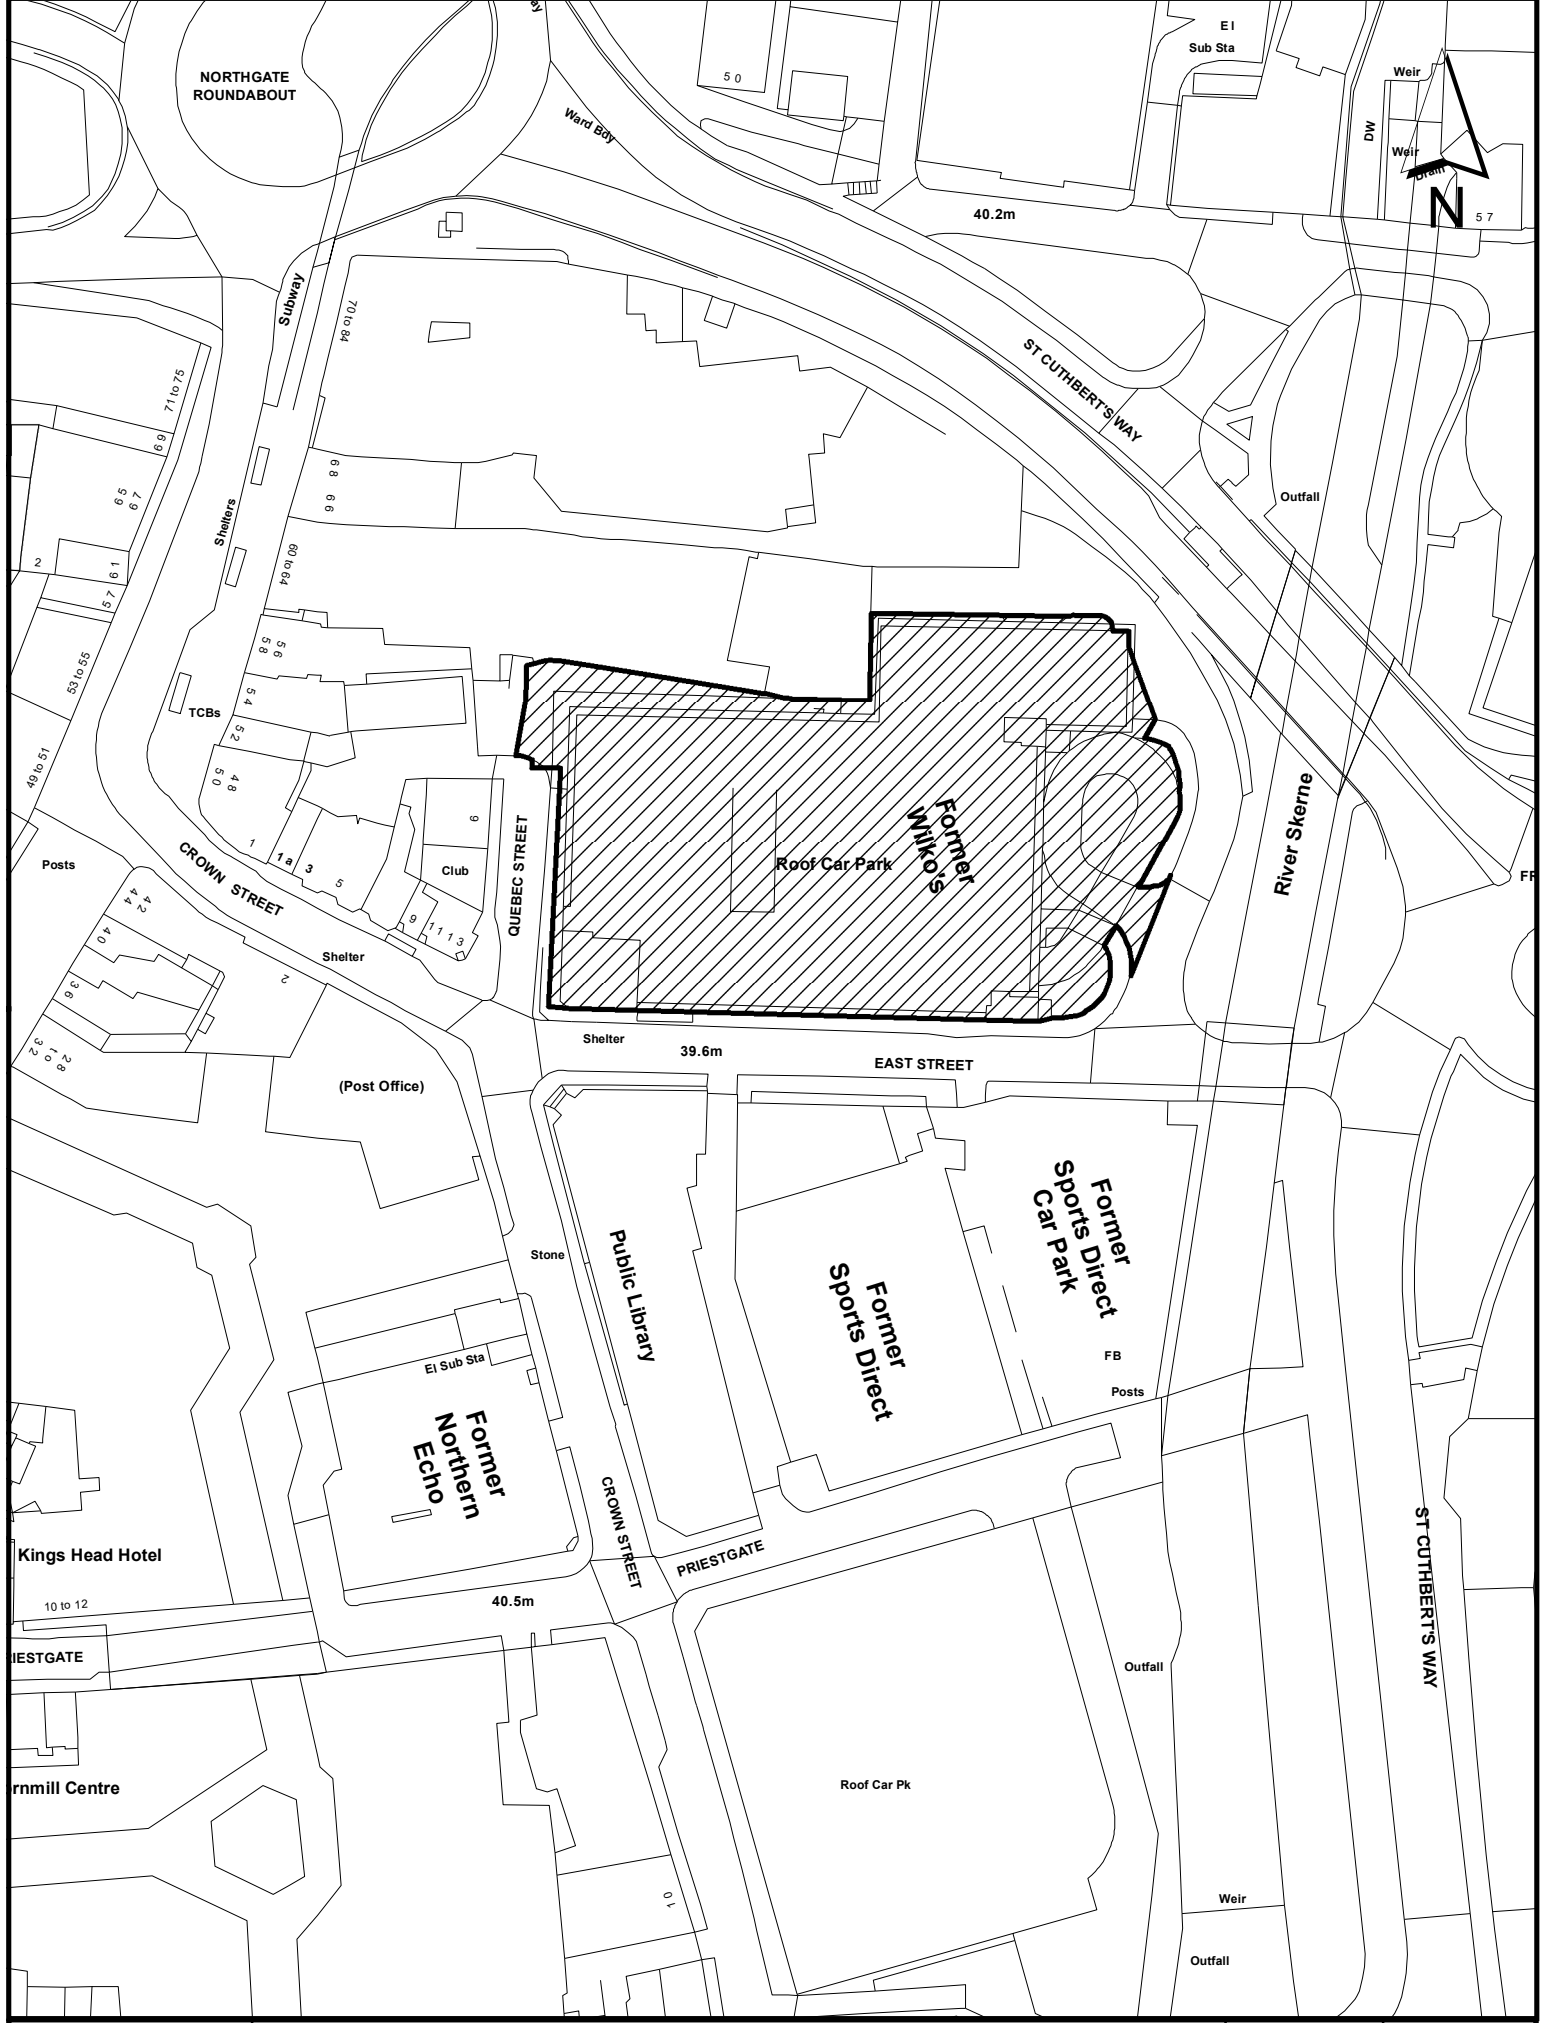 ay
E l
Sub Sta
NORTHGATE
ROUNDABOUT
50
Weir
Ward Bdy
DW
Weir
Drain
40.2m
N
57
Subway
70 to 84
ST CUTHBERT'S WAY
71 to 75
69
68
66
65
67
Outfall
Shelters
2
61
60 to 64
57
58
56
53 to 55
54
TCBs
52
49 to 51
50
48
River Skerne
Former
Wilko's
9
QUEBEC STREET
1
1a
3
5
Posts
CROWN STREET
Club
Roof Car Park
FF
44
42
9
11
13
40
Shelter
2
36
32
28
to
Shelter
39.6m
EAST STREET
(Post Office)
Former
Sports Direct
Car Park
Public Library
Stone
Former
Sports Direct
El Sub Sta
FB
Posts
Former
Northern
Echo
CROWN STREET
ST CUTHBERT'S WAY
Kings Head Hotel
PRIESTGATE
10 to 12
40.5m
IESTGATE
Outfall
rnmill Centre
Roof Car Pk
10
Weir
Outfall